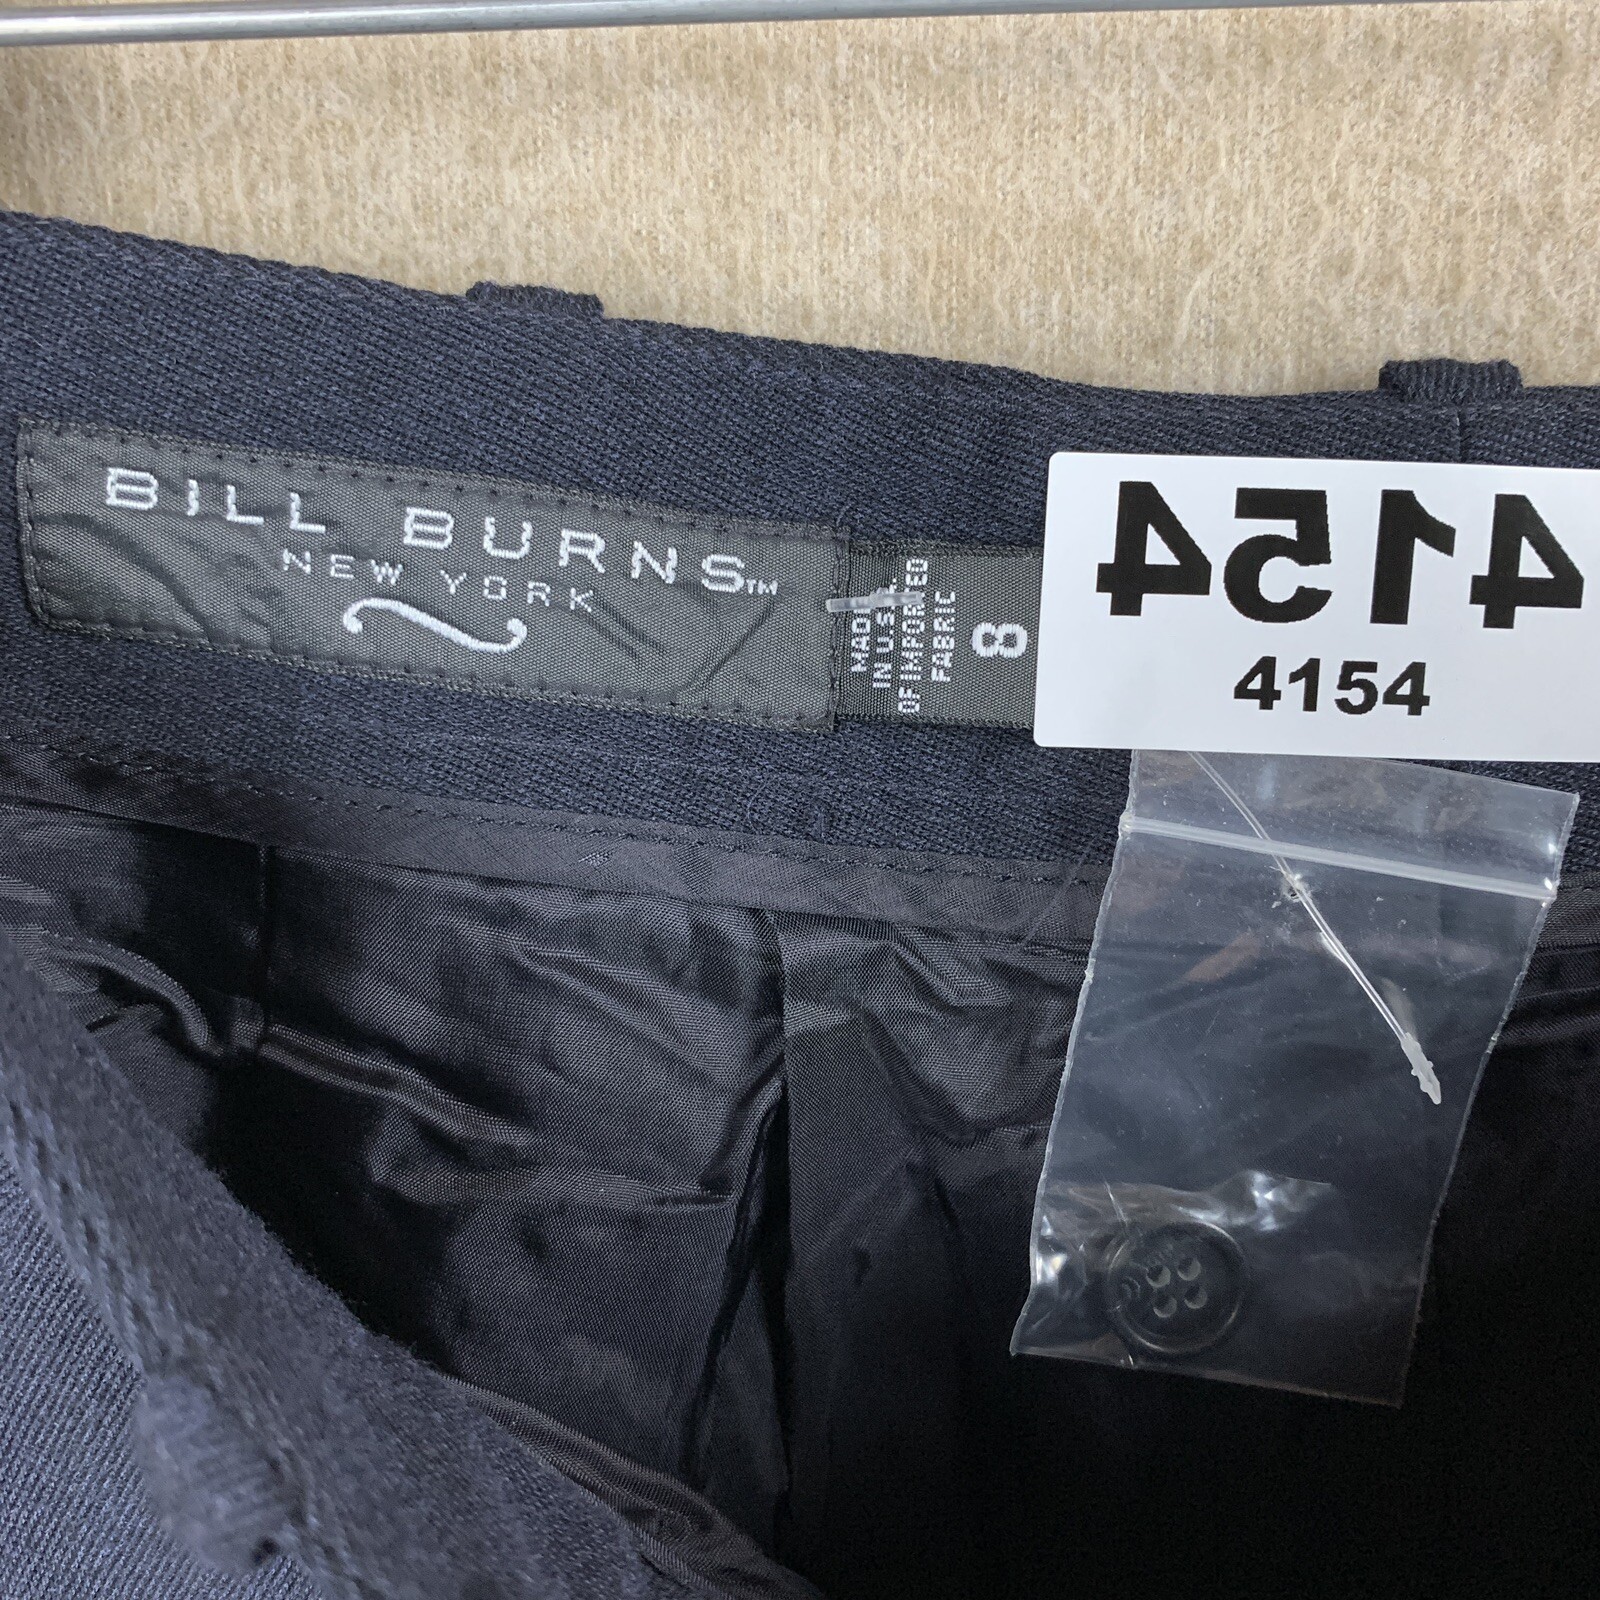 BILL BURNS™
NEW YORK
MADE
IN U.S.A.
OF IMPORTED
FABRIC
8
4154
4154